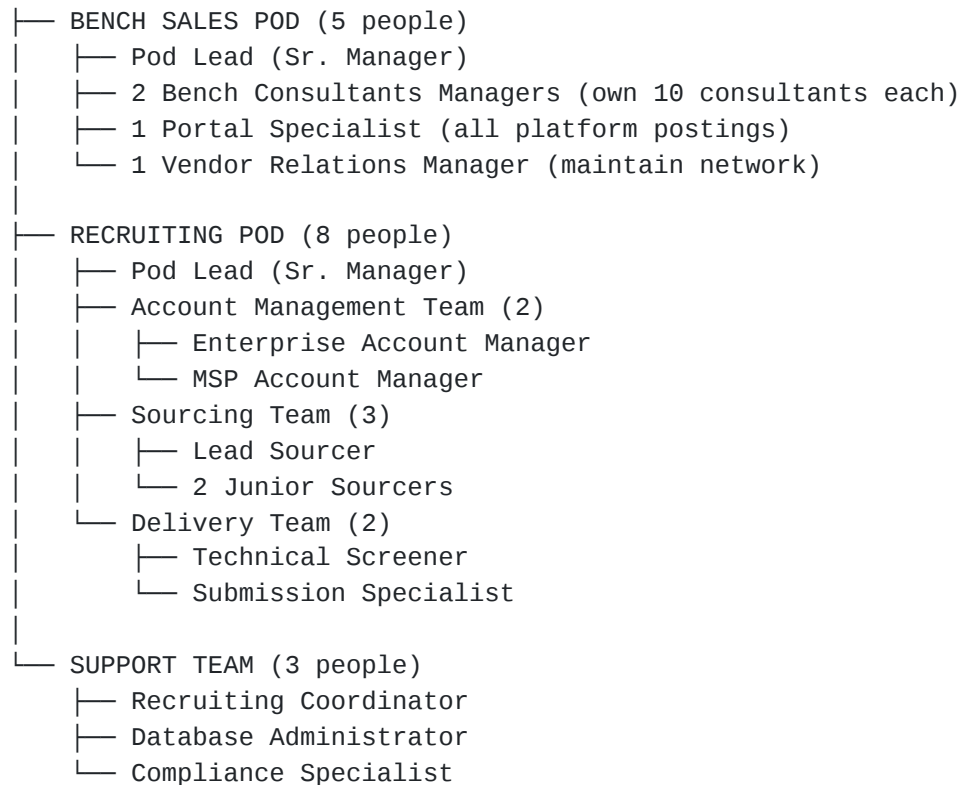 ├── BENCH SALES POD (5 people)
│   ├── Pod Lead (Sr. Manager)
│   ├── 2 Bench Consultants Managers (own 10 consultants each)
│   ├── 1 Portal Specialist (all platform postings)
│   └── 1 Vendor Relations Manager (maintain network)
│
├── RECRUITING POD (8 people)
│   ├── Pod Lead (Sr. Manager)
│   ├── Account Management Team (2)
│   │   ├── Enterprise Account Manager
│   │   └── MSP Account Manager
│   ├── Sourcing Team (3)
│   │   ├── Lead Sourcer
│   │   └── 2 Junior Sourcers
│   └── Delivery Team (2)
│       ├── Technical Screener
│       └── Submission Specialist
│
└── SUPPORT TEAM (3 people)
    ├── Recruiting Coordinator
    ├── Database Administrator
    └── Compliance Specialist